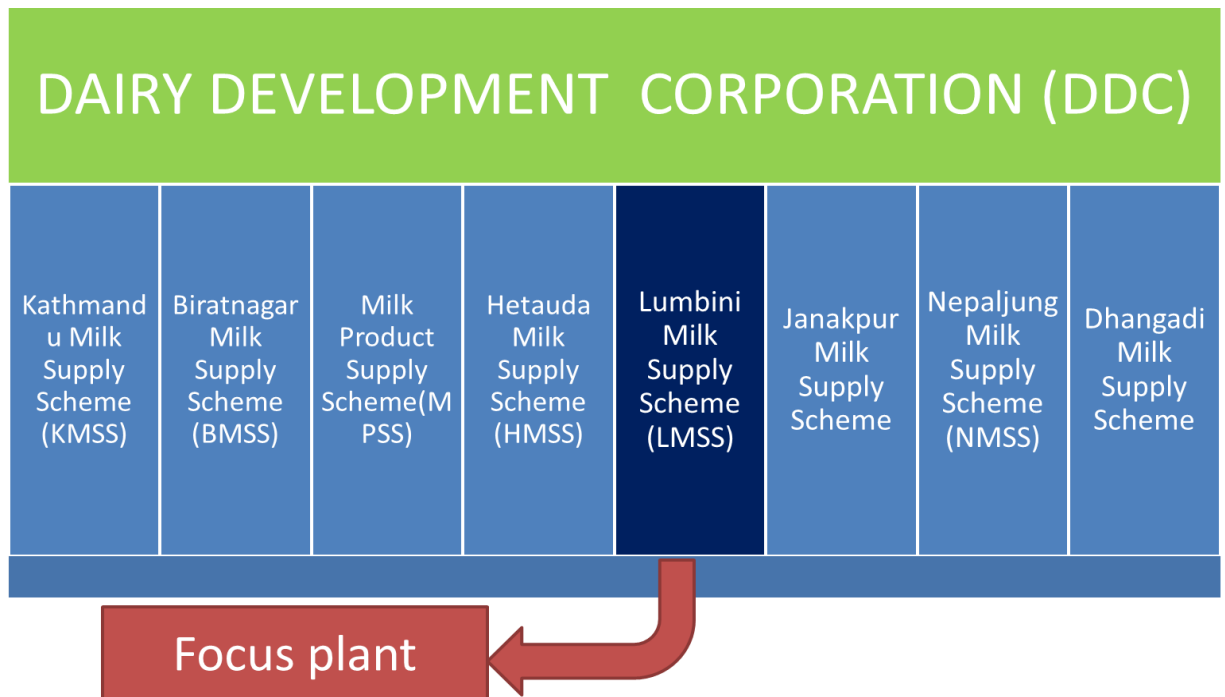 DAIRY DEVELOPMENT CORPORATION (DDC)
Kathmand
u Milk
Supply
Scheme
(KMSS)
Biratnagar
Milk
Supply
Scheme
(BMSS)
Milk
Product
Supply
Scheme(M
PSS)
Hetauda
Milk
Supply
Scheme
(HMSS)
Lumbini
Milk
Supply
Scheme
(LMSS)
Janakpur
Milk
Supply
Scheme
Nepaljung
Milk
Supply
Scheme
(NMSS)
Dhangadi
Milk
Supply
Scheme
Focus plant